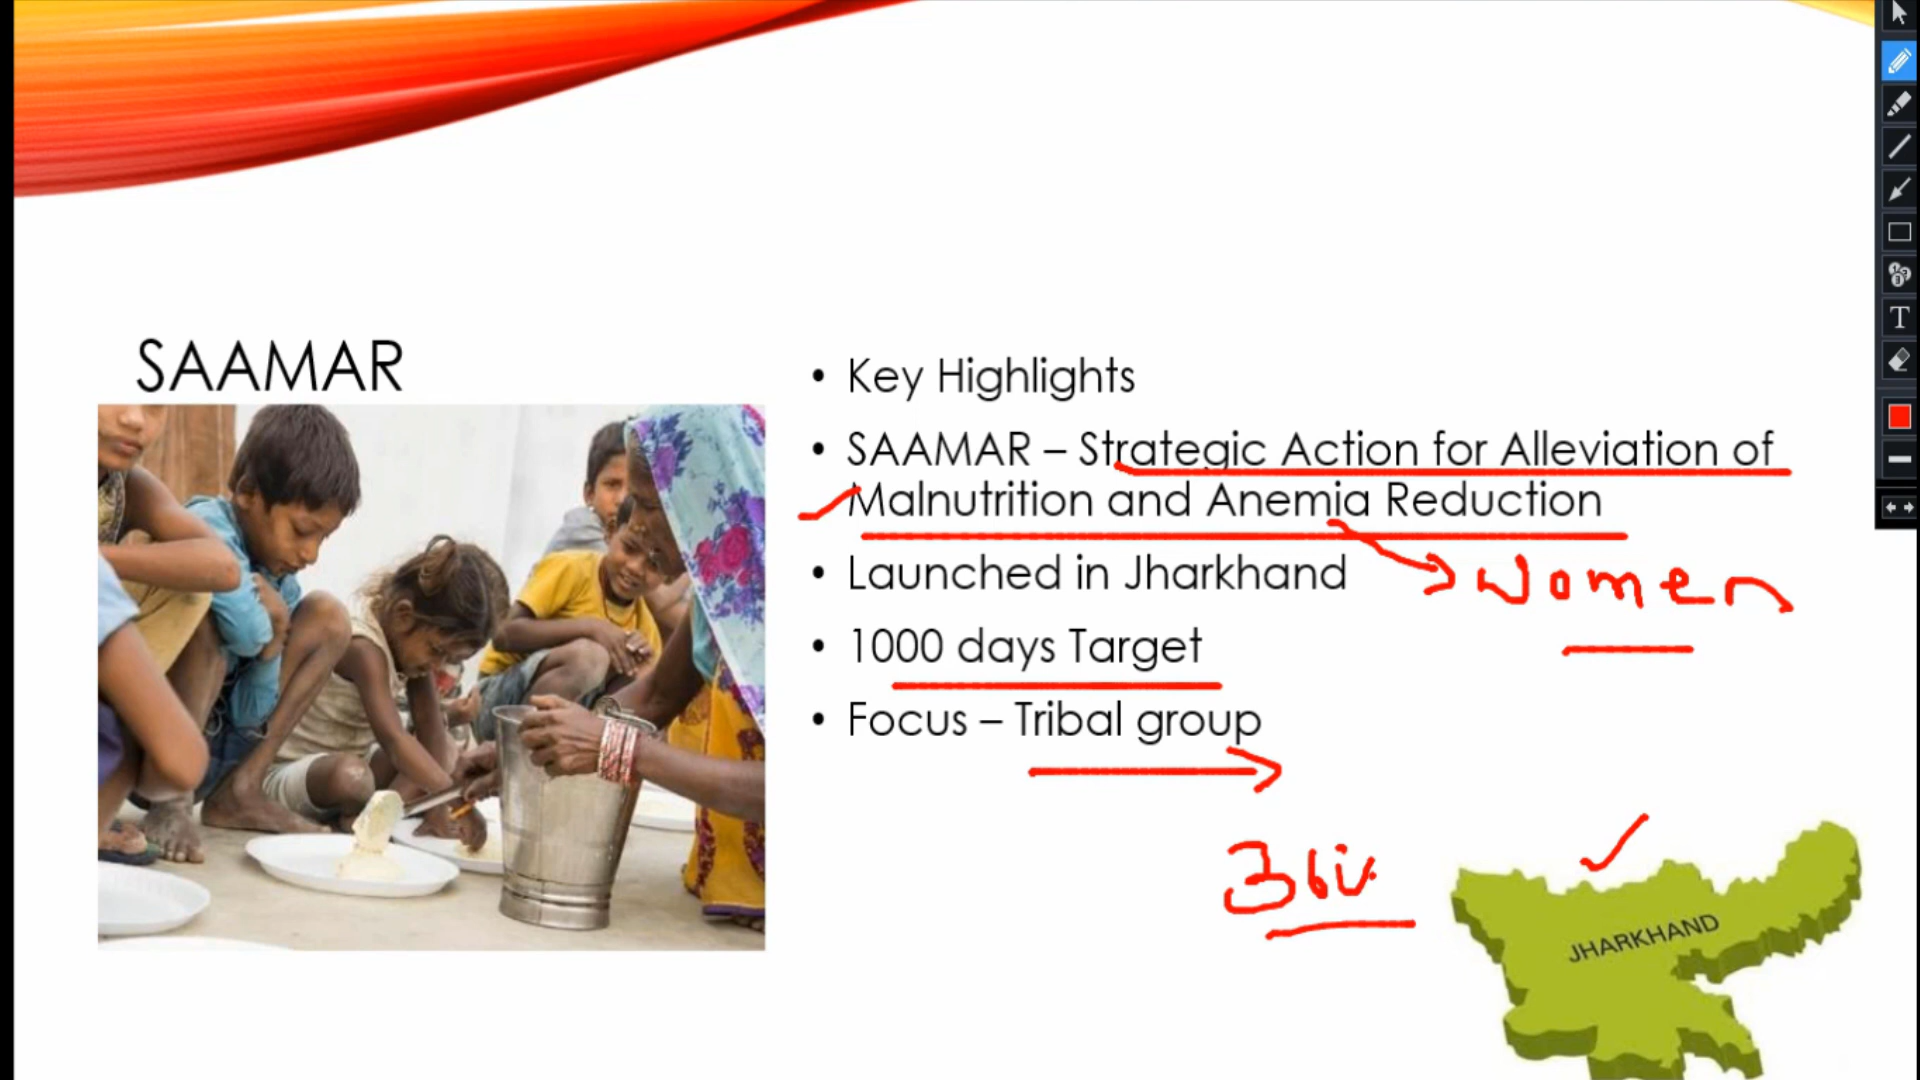 SAAMAR
• Key Highlights
• SAAMAR – Strategic Action for Alleviation of
Malnutrition and Anemia Reduction
• Launched in Jharkhand
women
• 1000 days Target
• Focus – Tribal group
JHARKHAND